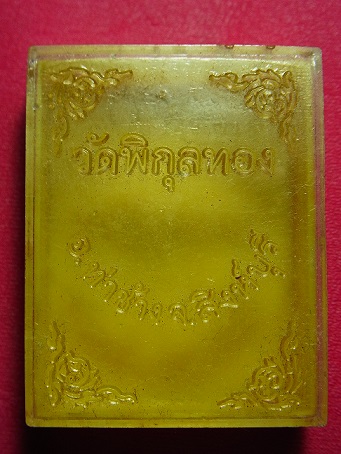 วัดพิกุลทอง
อ.ท่าช้าง จ.สิงห์บุรี